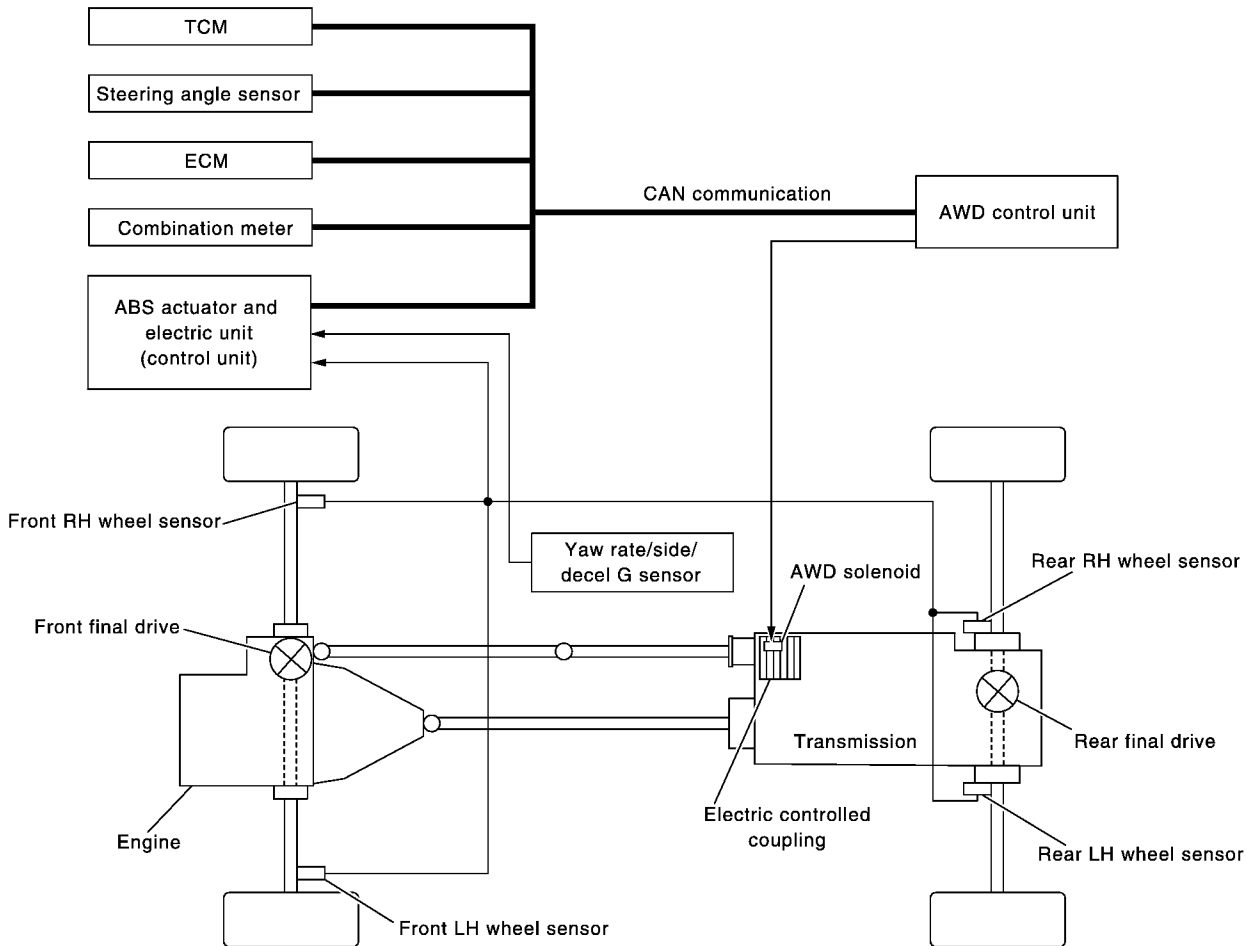 TCM
Steering angle sensor
ECM
CAN communication
AWD control unit
Combination meter
ABS actuator and
electric unit
(control unit)
Front RH wheel sensor
Yaw rate/side/
decel G sensor
AWD solenoid
Rear RH wheel sensor
Front final drive
Transmission
Rear final drive
Electric controlled
coupling
Engine
Rear LH wheel sensor
Front LH wheel sensor